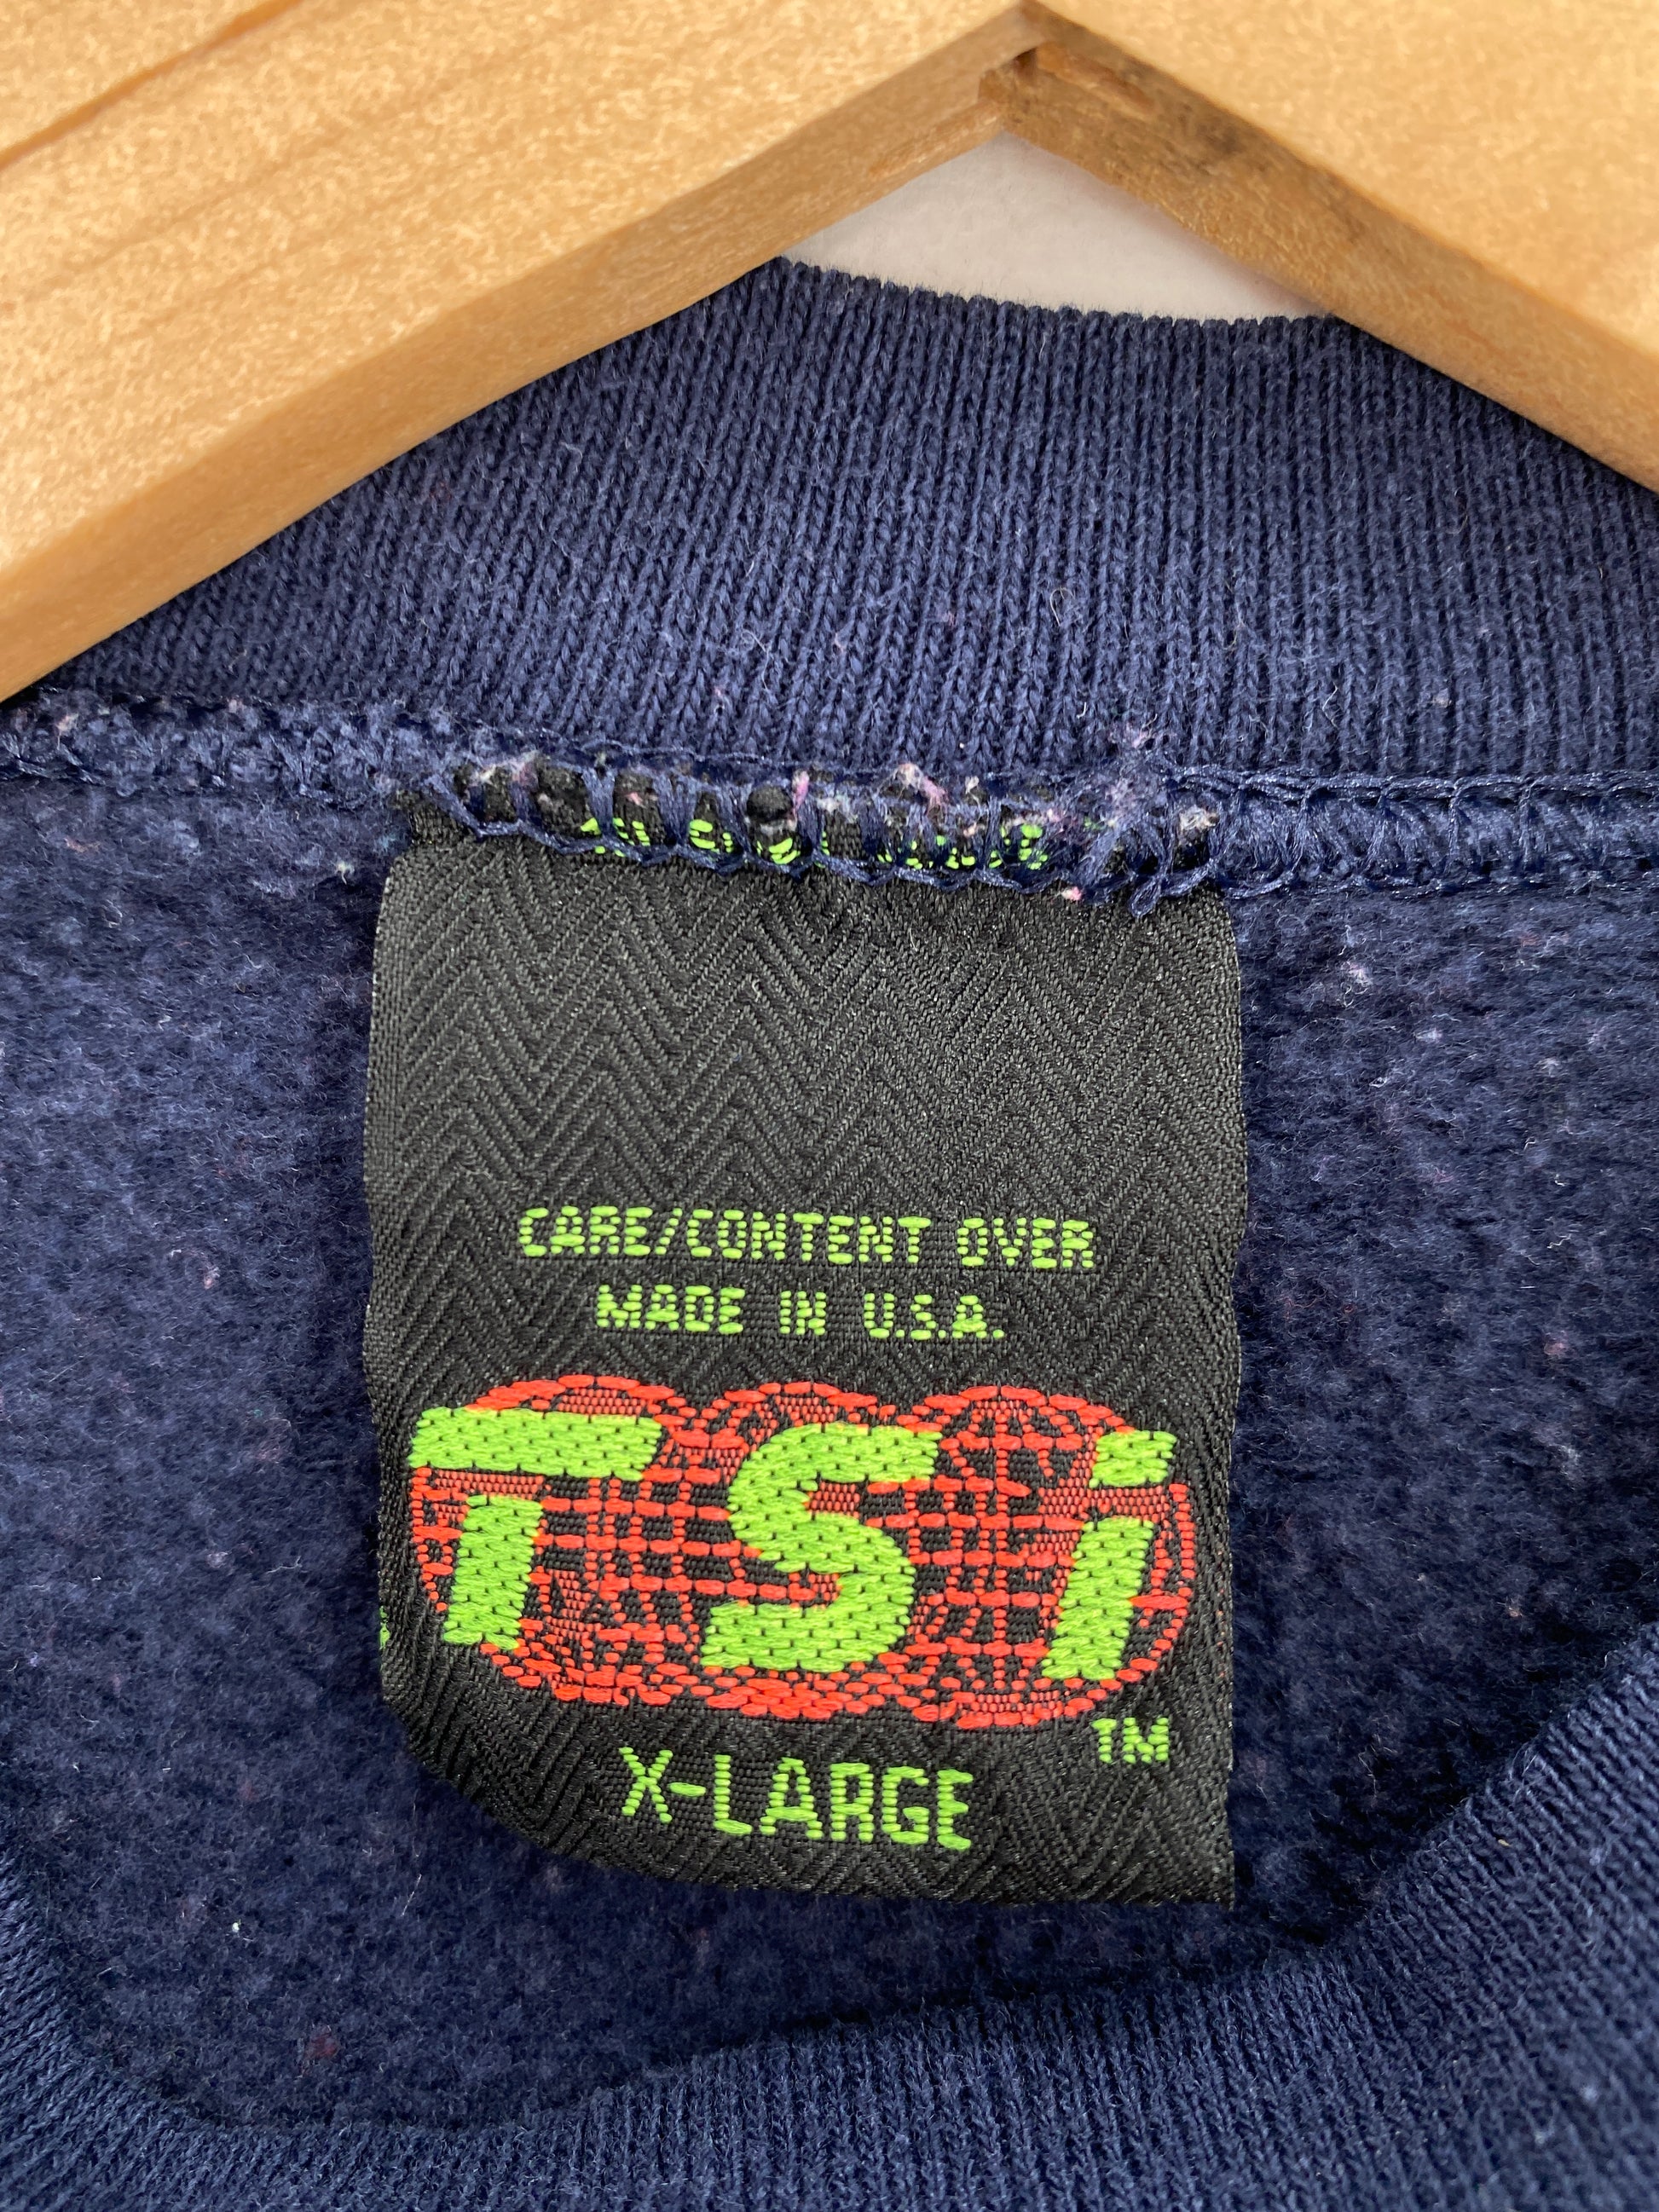 CARE/CONTENT OVER
MADE IN U.S.A.
TSi
TM
X-LARGE